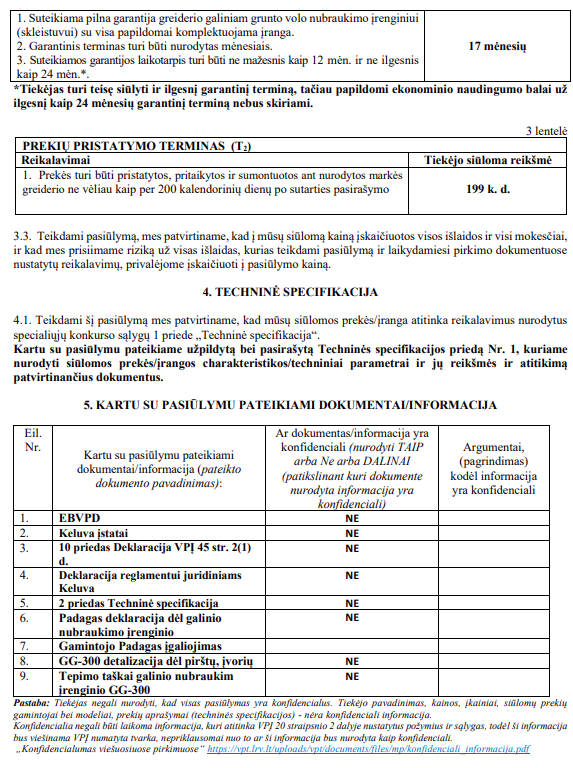 1. Suteikiama pilna garantija greiderio galiniam grunto volo nubraukimo įrenginiui
(skleistuvui) su visa papildomai komplektuojama įranga.
2. Garantinis terminas turi būti nurodytas mėnesiais.
3. Suteikiamos garantijos laikotarpis turi būti ne mažesnis kaip 12 mėn. ir ne ilgesnis
kaip 24 mėn.*.
17 mėnesių
*Tiekėjas turi teisę siūlyti ir ilgesnį garantinį terminą, tačiau papildomi ekonominio naudingumo balai už
ilgesnį kaip 24 mėnesių garantinį terminą nebus skiriami.
3 lentelė
PREKIŲ PRISTATYMO TERMINAS (T2)
Reikalavimai
Tiekėjo siūloma reikšmė
1. Prekės turi būti pristatytos, pritaikytos ir sumontuotos ant nurodytos markės
greiderio ne vėliau kaip per 200 kalendorinių dienų po sutarties pasirašymo
199 k. d.
3.3. Teikdami pasiūlymą, mes patvirtiname, kad į mūsų siūlomą kainą įskaičiuotos visos išlaidos ir visi mokesčiai,
ir kad mes prisiimame riziką už visas išlaidas, kurias teikdami pasiūlymą ir laikydamiesi pirkimo dokumentuose
nustatytų reikalavimų, privalėjome įskaičiuoti į pasiūlymo kainą.
4. TECHNINĖ SPECIFIKACIJA
4.1. Teikdami šį pasiūlymą mes patvirtiname, kad mūsų siūlomos prekės/įranga atitinka reikalavimus nurodytus
specialiųjų konkurso sąlygų 1 priede „Techninė specifikacija“.
Kartu su pasiūlymu pateikiame užpildytą bei pasirašytą Techninės specifikacijos priedą Nr. 1, kuriame
nurodyti siūlomos prekės/įrangos charakteristikos/techniniai parametrai ir jų reikšmės ir atitikimą
patvirtinančius dokumentus.
5. KARTU SU PASIŪLYMU PATEIKIAMI DOKUMENTAI/INFORMACIJA
Eil.
Nr.
Kartu su pasiūlymu pateikiami
dokumentai/informacija (pateikto
dokumento pavadinimas):
Ar dokumentas/informacija yra
konfidenciali (nurodyti TAIP
arba Ne arba DALINAI
(patikslinant kuri dokumente
nurodyta informacija yra
konfidenciali)
Argumentai,
(pagrindimas)
kodėl informacija
yra konfidenciali
1. EBVPD NE
2. Keluva įstatai NE
3. 10 priedas Deklaracija VPĮ 45 str. 2(1) NE
d.
4. Deklaracija reglamentui juridiniams NE
Keluva
5. 2 priedas Techninė specifikacija NE
6. Padagas deklaracija dėl galinio NE
nubraukimo įrenginio
7. Gamintojo Padagas įgaliojimas
8. GG-300 detalizacija dėl pirštų, įvorių NE
9. Tepimo taškai galinio nubraukim NE
įrenginio GG-300
Pastaba: Tiekėjas negali nurodyti, kad visas pasiūlymas yra konfidencialus. Tiekėjo pavadinimas, kainos, įkainiai, siūlomų prekių
gamintojai bei modeliai, prekių aprašymai (techninės specifikacijos) - nėra konfidenciali informacija.
Konfidencialia negali būti laikoma informacija, kuri atitinka VPĮ 20 straipsnio 2 dalyje nustatytus požymius ir sąlygas, todėl ši informacija
bus viešinama VPĮ numatyta tvarka, nepriklausomai nuo to ar ši informacija bus nurodyta kaip konfidenciali.
„Konfidencialumas viešuosiuose pirkimuose“ https://vpt.lrv.lt/uploads/vpt/documents/files/mp/konfidenciali_informacija.pdf